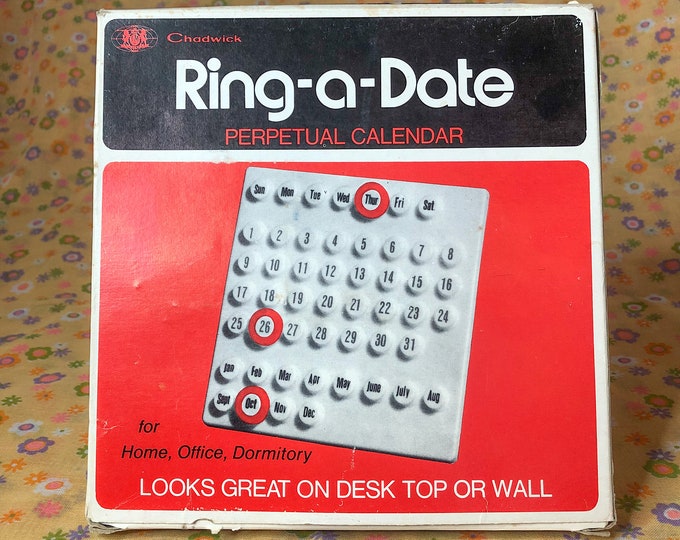 Chadwick
Ring-a-Date
PERPETUAL CALENDAR
Sun Mon Tue Wed Thur Fri Sat
1 2 3 4 5 6 7 8
9 10 11 12 13 14 15 16
17 18 19 20 21 22 23 24
25 26 27 28 29 30 31
Jan Feb Mar Apr May June July Aug
Sept Oct Nov Dec
for
Home, Office, Dormitory
LOOKS GREAT ON DESK TOP OR WALL